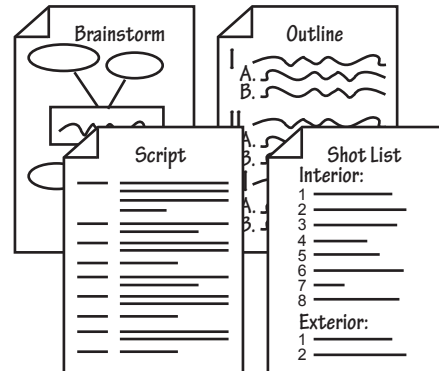 Brainstorm
Outline
I
A.
B.
II
A.
B.
I
A.
B.
Script
Shot List
Interior:
1
2
3
4
5
6
7
8
Exterior:
1
2